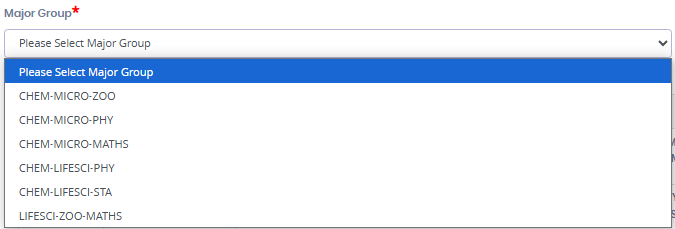 Major Group*
Please Select Major Group
Please Select Major Group
CHEM-MICRO-ZOO
CHEM-MICRO-PHY
CHEM-MICRO-MATHS
CHEM-LIFESCI-PHY
CHEM-LIFESCI-STA
LIFESCI-ZOO-MATHS